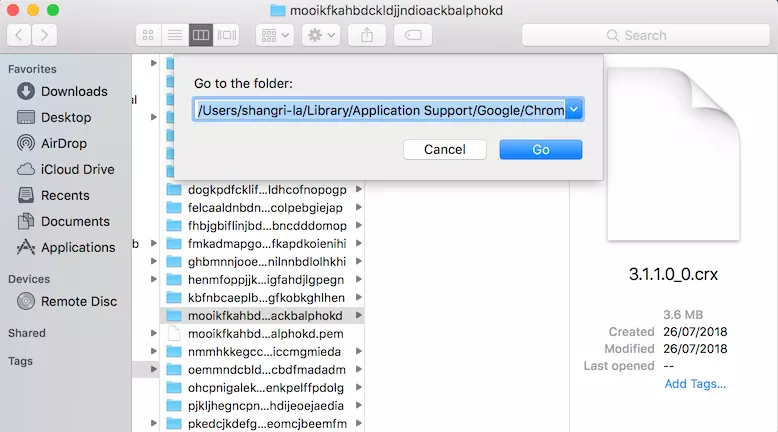 mooikfkahbdckldjjndioackbalphokd
Search
Go to the folder:
/Users/shangri-la/Library/Application Support/Google/Chrom
Cancel
Go
Favorites
Downloads
Desktop
AirDrop
iCloud Drive
Recents
Documents
Applications
Devices
Remote Disc
Shared
Tags
al
b
dogkpdfcklif...ldhcofnopogp
felcaaldnbdn...colpebgiejap
fhbjgbiflinjbd...bncdddomop
fmkadmapgo...fkapdkoienihi
ghbmnnjooe...nilnnbdlolhkhi
henmfoppjjk...igfahdjlgpegn
kbfnbcaeplb...gfkobkghlhen
mooikfkahbd...ackbalphokd
mooikfkahbd...alphokd.pem
nmmhkkegcc...iccmgmieda
oemmndcbld...cbdfmadadm
ohcpnigalek...enkpelffpdolg
pjkljhegncpn...hdijeoejaedia
pkedcjkdefg...eomcjbeemfm
3.1.1.0_0.crx
3.6 MB
Created 26/07/2018
Modified 26/07/2018
Last opened --
Add Tags...